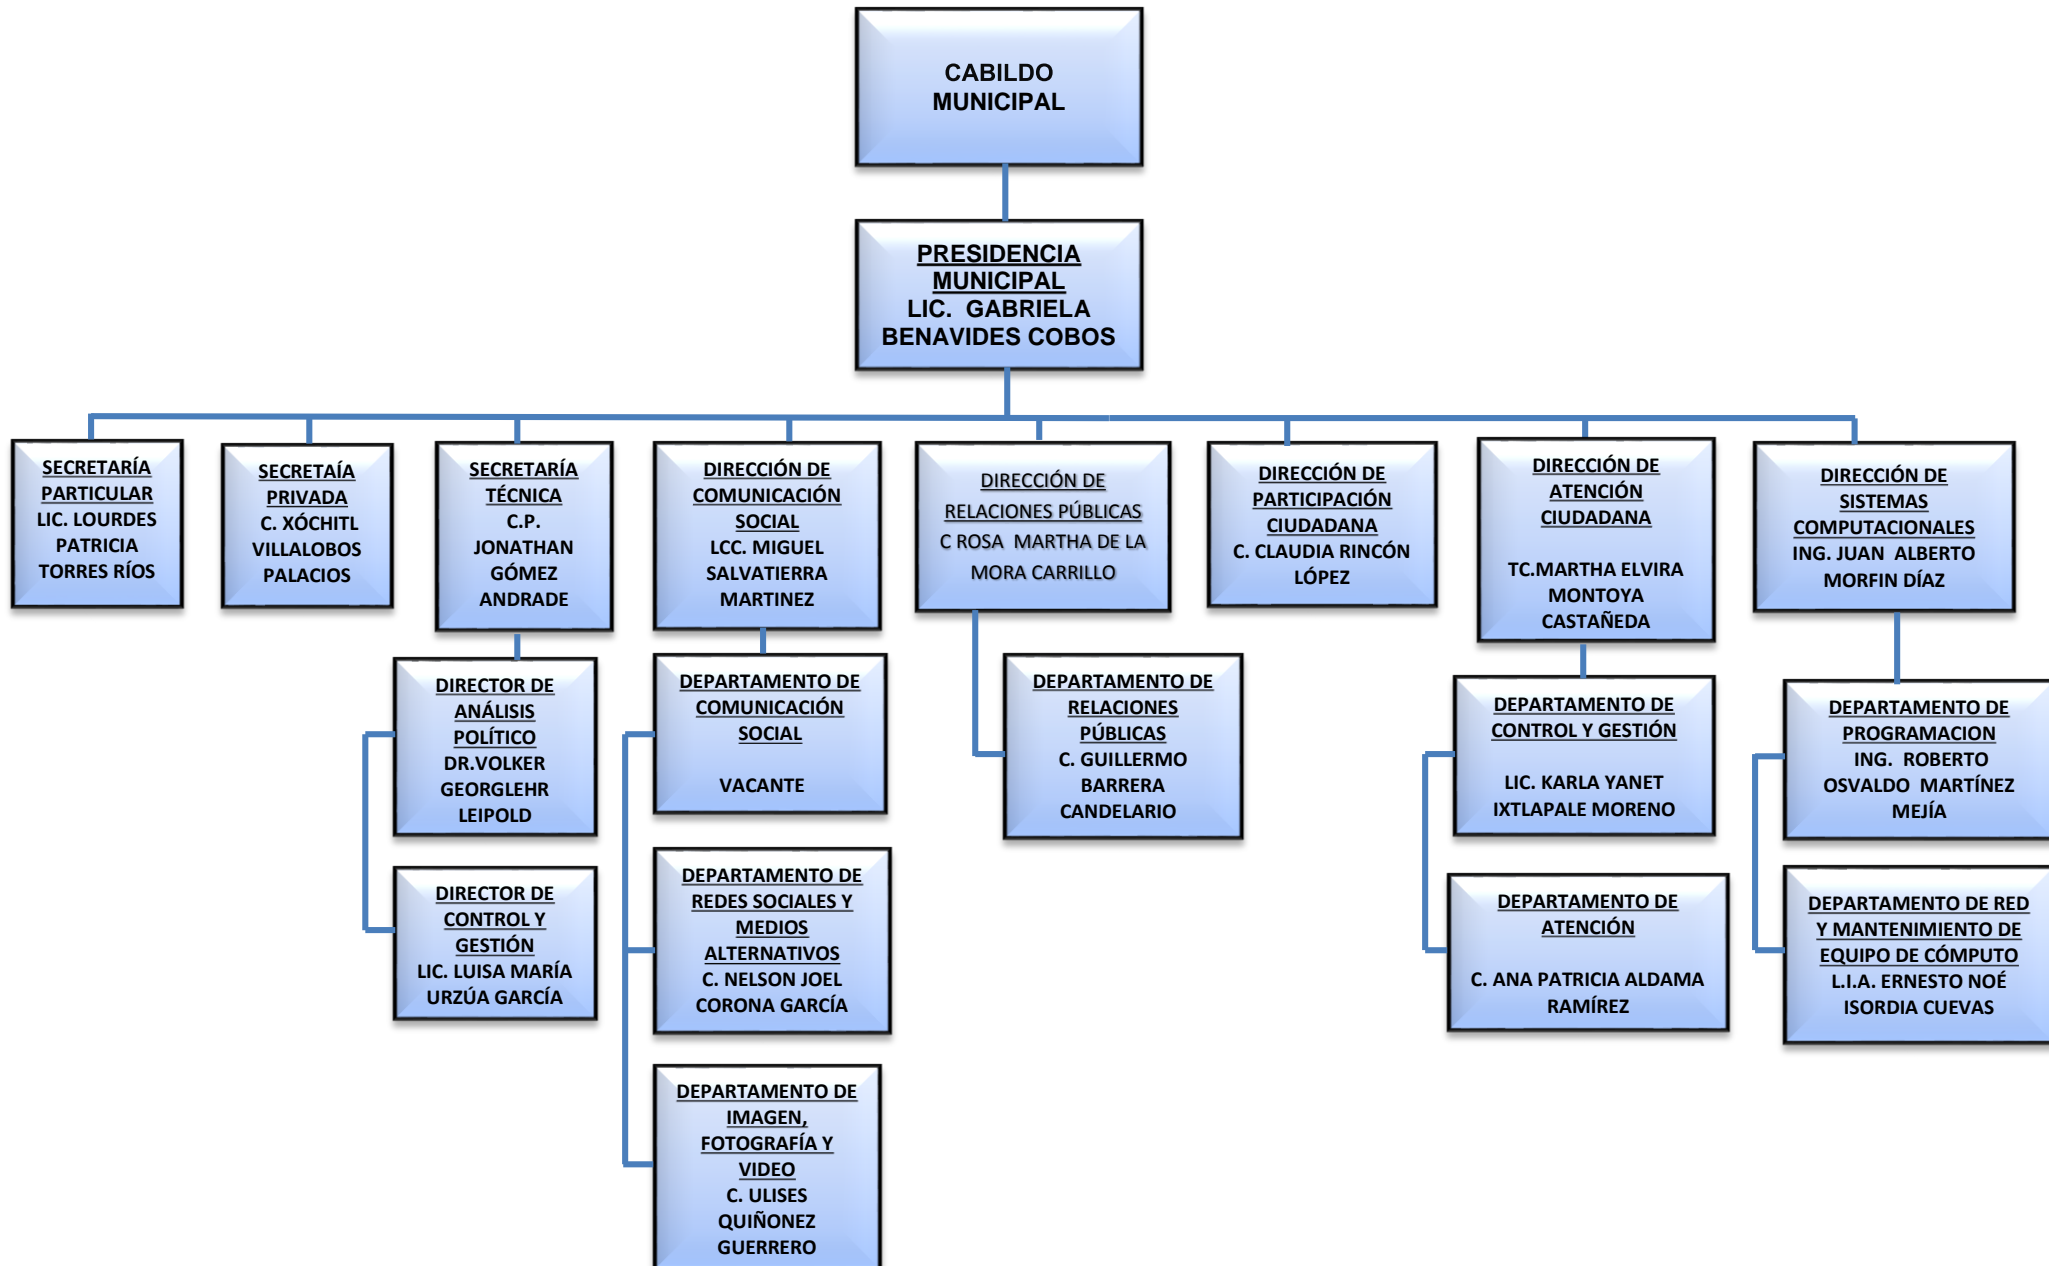 CABILDO
MUNICIPAL
PRESIDENCIA
MUNICIPAL
LIC. GABRIELA
BENAVIDES COBOS
SECRETARÍA
PARTICULAR
LIC. LOURDES
PATRICIA
TORRES RÍOS
SECRETAÍA
PRIVADA
C. XÓCHITL
VILLALOBOS
PALACIOS
SECRETARÍA
TÉCNICA
C.P.
JONATHAN
GÓMEZ
ANDRADE
DIRECCIÓN DE
COMUNICACIÓN
SOCIAL
LCC. MIGUEL
SALVATIERRA
MARTINEZ
DIRECCIÓN DE
RELACIONES PÚBLICAS
C ROSA MARTHA DE LA
MORA CARRILLO
DIRECCIÓN DE
PARTICIPACIÓN
CIUDADANA
C. CLAUDIA RINCÓN
LÓPEZ
DIRECCIÓN DE
ATENCIÓN
CIUDADANA
TC.MARTHA ELVIRA
MONTOYA
CASTAÑEDA
DIRECCIÓN DE
SISTEMAS
COMPUTACIONALES
ING. JUAN ALBERTO
MORFIN DÍAZ
DIRECTOR DE
ANÁLISIS
POLÍTICO
DR.VOLKER
GEORGLEHR
LEIPOLD
DEPARTAMENTO DE
COMUNICACIÓN
SOCIAL
VACANTE
DEPARTAMENTO DE
RELACIONES
PÚBLICAS
C. GUILLERMO
BARRERA
CANDELARIO
DEPARTAMENTO DE
CONTROL Y GESTIÓN
LIC. KARLA YANET
IXTLAPALE MORENO
DEPARTAMENTO DE
PROGRAMACION
ING. ROBERTO
OSVALDO MARTÍNEZ
MEJÍA
DIRECTOR DE
CONTROL Y
GESTIÓN
LIC. LUISA MARÍA
URZÚA GARCÍA
DEPARTAMENTO DE
REDES SOCIALES Y
MEDIOS
ALTERNATIVOS
C. NELSON JOEL
CORONA GARCÍA
DEPARTAMENTO DE
ATENCIÓN
C. ANA PATRICIA ALDAMA
RAMÍREZ
DEPARTAMENTO DE RED
Y MANTENIMIENTO DE
EQUIPO DE CÓMPUTO
L.I.A. ERNESTO NOÉ
ISORDIA CUEVAS
DEPARTAMENTO DE
IMAGEN,
FOTOGRAFÍA Y
VIDEO
C. ULISES
QUIÑONEZ
GUERRERO